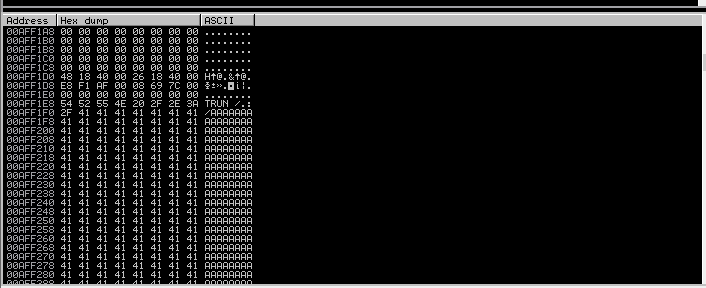 Address Hex dump ASCII
00AFF1A8 00 00 00 00 00 00 00 00 ........
00AFF1B0 00 00 00 00 00 00 00 00 ........
00AFF1B8 00 00 00 00 00 00 00 00 ........
00AFF1C0 00 00 00 00 00 00 00 00 ........
00AFF1C8 00 00 00 00 00 00 00 00 ........
00AFF1D0 48 18 40 00 26 18 40 00 H↑@.&↑@.
00AFF1D8 E8 F1 AF 00 08 69 7C 00 Φ±».◘i¦.
00AFF1E0 00 00 00 00 00 00 00 00 ........
00AFF1E8 54 52 55 4E 20 2F 2E 3A TRUN /.:
00AFF1F0 2F 41 41 41 41 41 41 41 /AAAAAAA
00AFF1F8 41 41 41 41 41 41 41 41 AAAAAAAA
00AFF200 41 41 41 41 41 41 41 41 AAAAAAAA
00AFF208 41 41 41 41 41 41 41 41 AAAAAAAA
00AFF210 41 41 41 41 41 41 41 41 AAAAAAAA
00AFF218 41 41 41 41 41 41 41 41 AAAAAAAA
00AFF220 41 41 41 41 41 41 41 41 AAAAAAAA
00AFF228 41 41 41 41 41 41 41 41 AAAAAAAA
00AFF230 41 41 41 41 41 41 41 41 AAAAAAAA
00AFF238 41 41 41 41 41 41 41 41 AAAAAAAA
00AFF240 41 41 41 41 41 41 41 41 AAAAAAAA
00AFF248 41 41 41 41 41 41 41 41 AAAAAAAA
00AFF250 41 41 41 41 41 41 41 41 AAAAAAAA
00AFF258 41 41 41 41 41 41 41 41 AAAAAAAA
00AFF260 41 41 41 41 41 41 41 41 AAAAAAAA
00AFF268 41 41 41 41 41 41 41 41 AAAAAAAA
00AFF270 41 41 41 41 41 41 41 41 AAAAAAAA
00AFF278 41 41 41 41 41 41 41 41 AAAAAAAA
00AFF280 41 41 41 41 41 41 41 41 AAAAAAAA